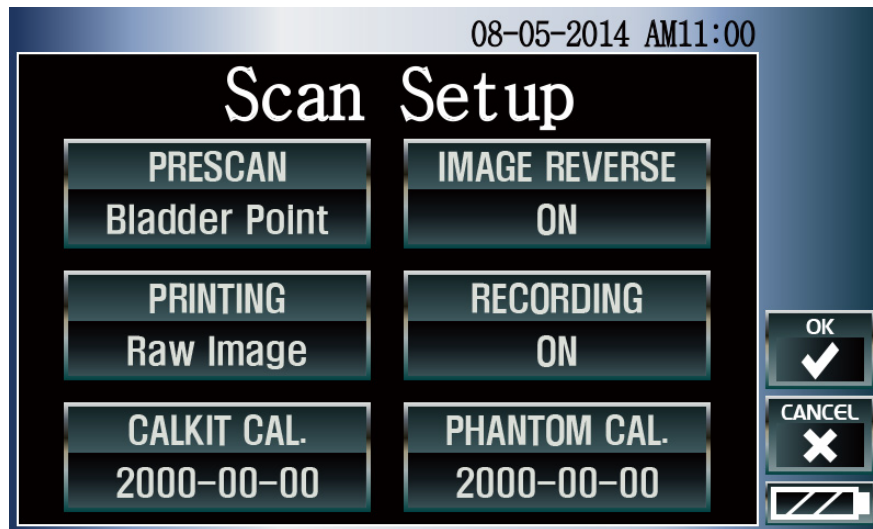 08-05-2014 AM11:00
Scan Setup
PRESCAN
Bladder Point
IMAGE REVERSE
ON
PRINTING
Raw Image
RECORDING
ON
CALKIT CAL.
2000-00-00
PHANTOM CAL.
2000-00-00
OK
CANCEL